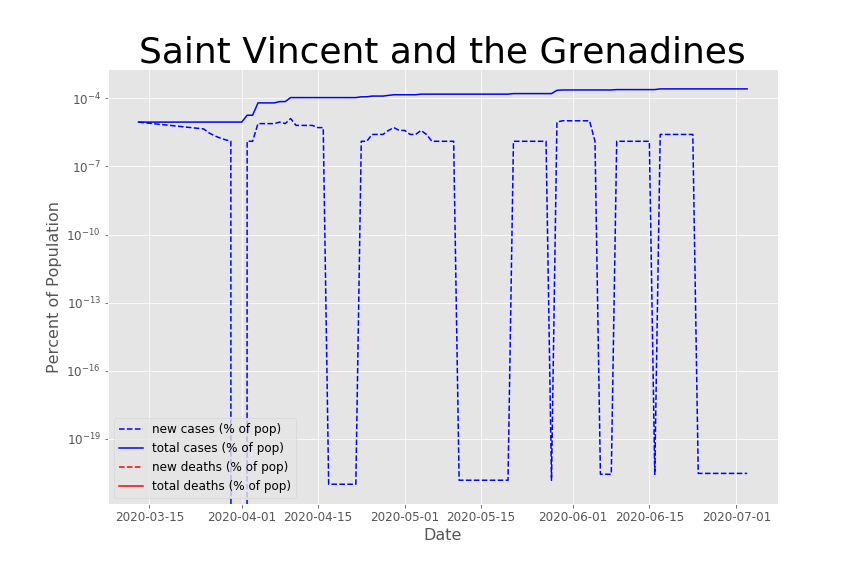 Saint Vincent and the Grenadines
Percent of Population
10⁻⁴
10⁻⁷
10⁻¹⁰
10⁻¹³
10⁻¹⁶
10⁻¹⁹
new cases (% of pop)
total cases (% of pop)
new deaths (% of pop)
total deaths (% of pop)
2020-03-15 2020-04-01 2020-04-15 2020-05-01 2020-05-15 2020-06-01 2020-06-15 2020-07-01
Date